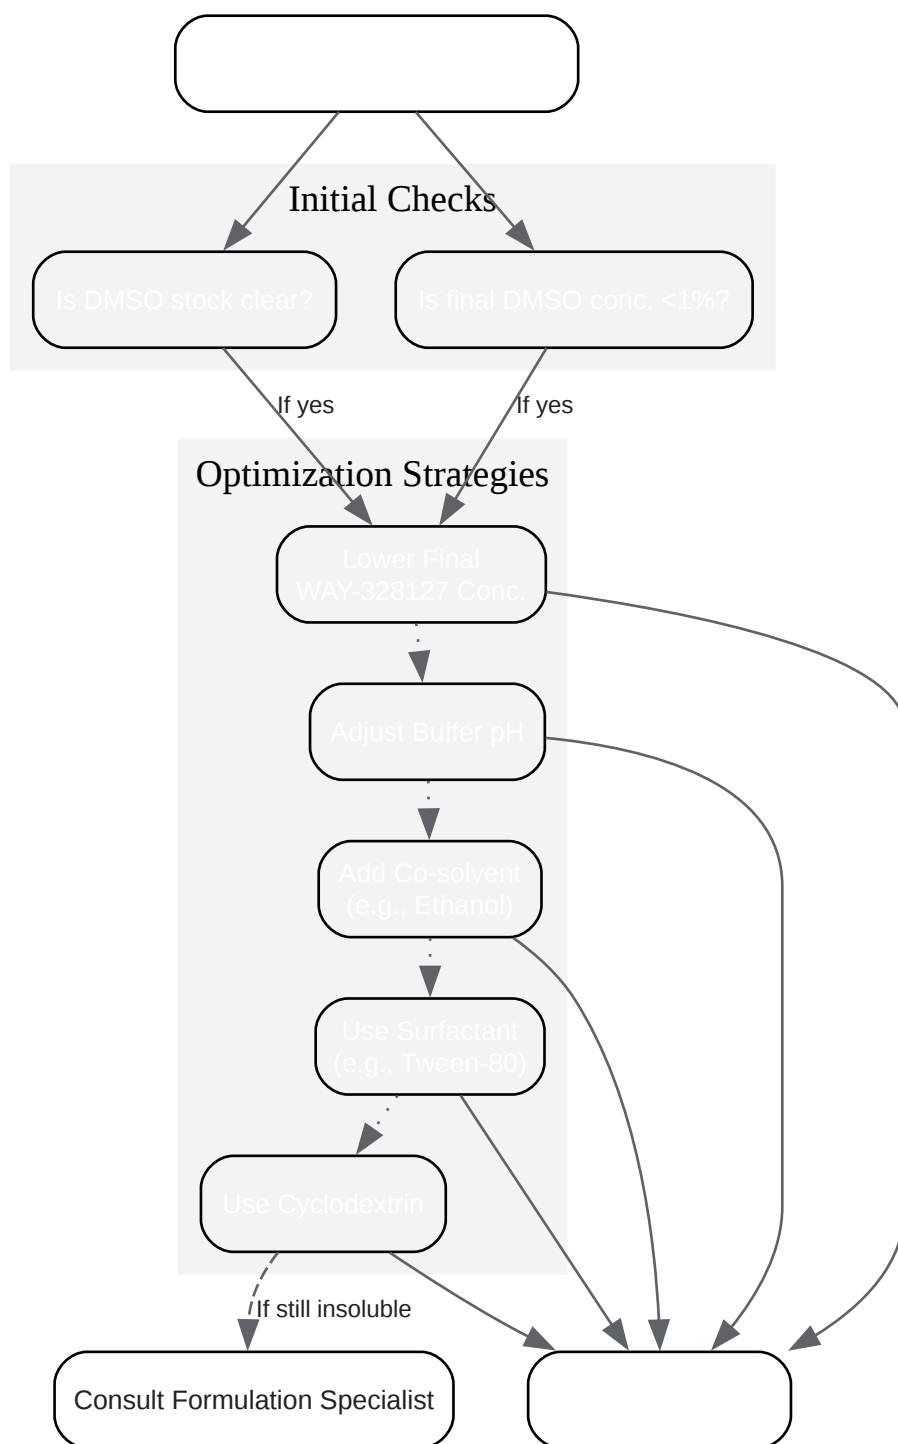 Initial Checks
Is DMSO stock clear?
Is final DMSO conc. <1%?
If yes
If yes
Optimization Strategies
Lower Final
WAY-328127 Conc.
Adjust Buffer pH
Add Co-solvent
(e.g., Ethanol)
Use Surfactant
(e.g., Tween-80)
Use Cyclodextrin
If still insoluble
Consult Formulation Specialist